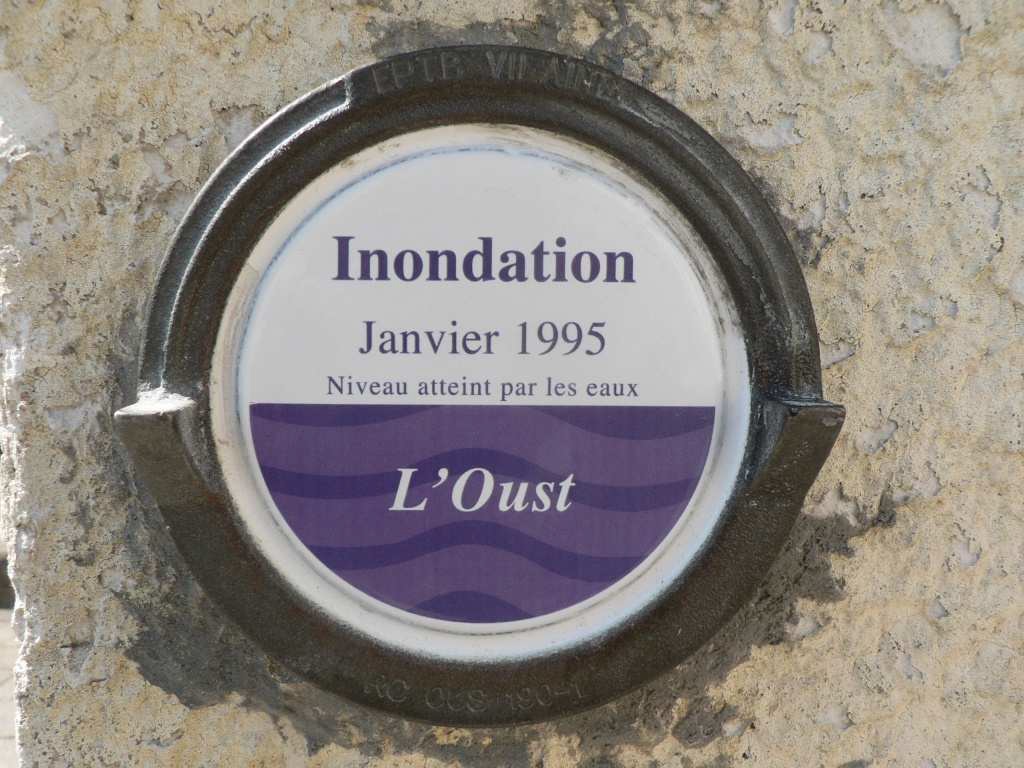 EPTB VILAINE
Inondation
Janvier 1995
Niveau atteint par les eaux
L'Oust